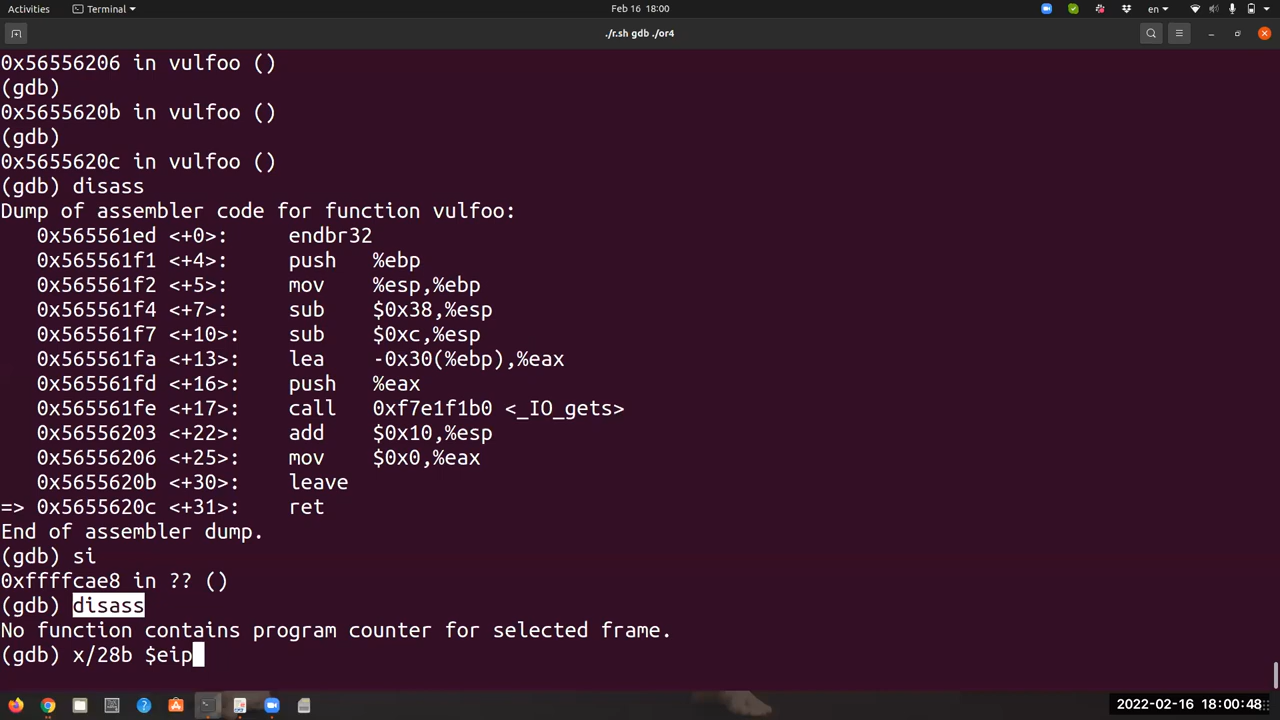 Activities
Terminal
Feb 16 18:00
en
./r.sh gdb ./or4
0x56556206 in vulfoo ()
(gdb)
0x5655620b in vulfoo ()
(gdb)
0x5655620c in vulfoo ()
(gdb) disass
Dump of assembler code for function vulfoo:
   0x565561ed <+0>:     endbr32
   0x565561f1 <+4>:     push   %ebp
   0x565561f2 <+5>:     mov    %esp,%ebp
   0x565561f4 <+7>:     sub    $0x38,%esp
   0x565561f7 <+10>:    sub    $0xc,%esp
   0x565561fa <+13>:    lea    -0x30(%ebp),%eax
   0x565561fd <+16>:    push   %eax
   0x565561fe <+17>:    call   0xf7e1f1b0 <_IO_gets>
   0x56556203 <+22>:    add    $0x10,%esp
   0x56556206 <+25>:    mov    $0x0,%eax
   0x5655620b <+30>:    leave
=> 0x5655620c <+31>:    ret
End of assembler dump.
(gdb) si
0xffffcae8 in ?? ()
(gdb) disass
No function contains program counter for selected frame.
(gdb) x/28b $eip
2022-02-16 18:00:48